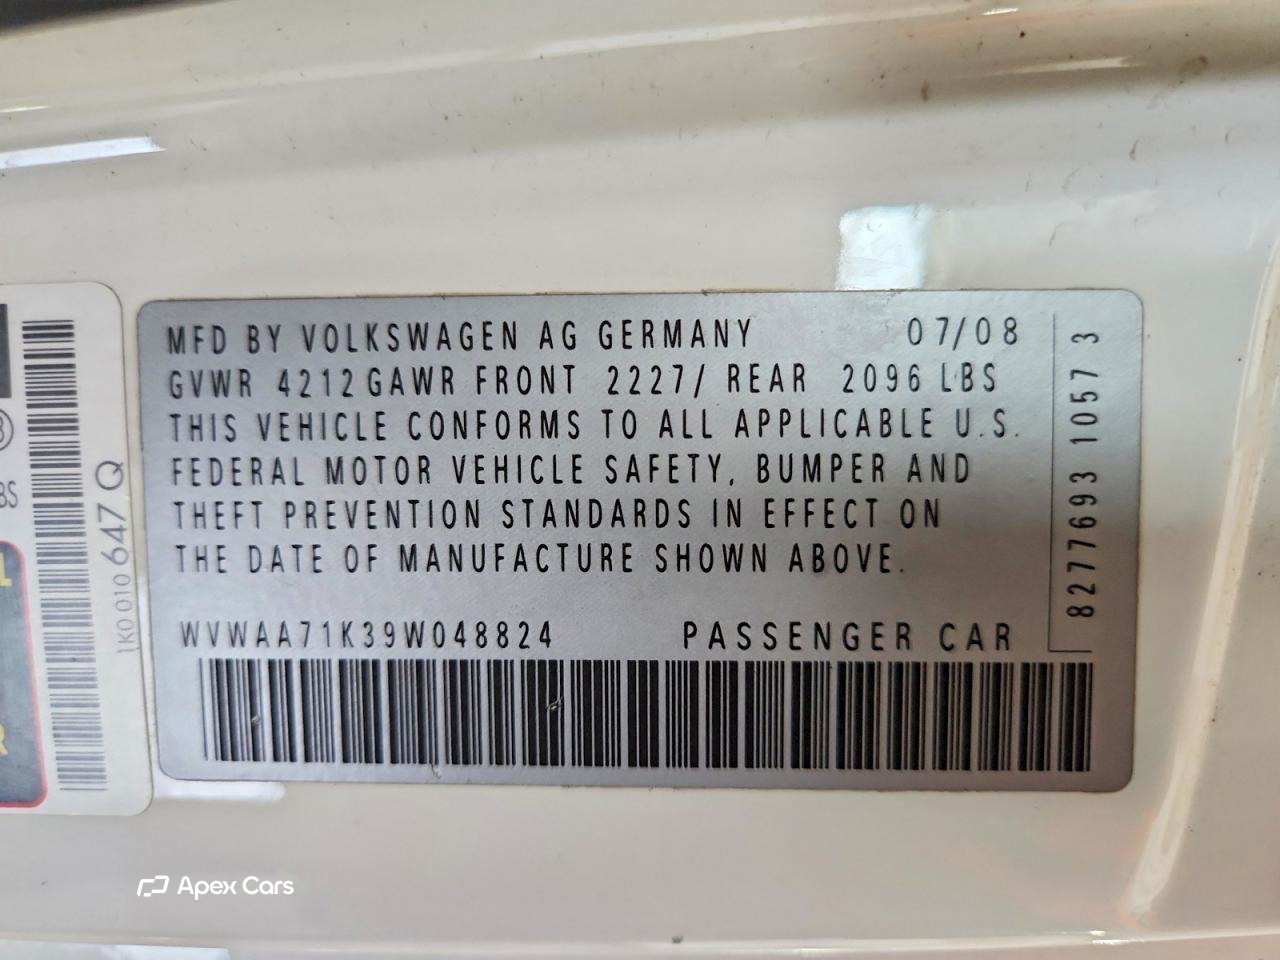 MFD BY VOLKSWAGEN AG GERMANY 07/08
GVWR 4212 GAWR FRONT 2227/ REAR 2096 LBS
THIS VEHICLE CONFORMS TO ALL APPLICABLE U.S.
FEDERAL MOTOR VEHICLE SAFETY, BUMPER AND
THEFT PREVENTION STANDARDS IN EFFECT ON
THE DATE OF MANUFACTURE SHOWN ABOVE.
WVWAA71K39W048824 PASSENGER CAR
8277693 1057 3
1K0 010 647 Q
BS
L
R
Apex Cars